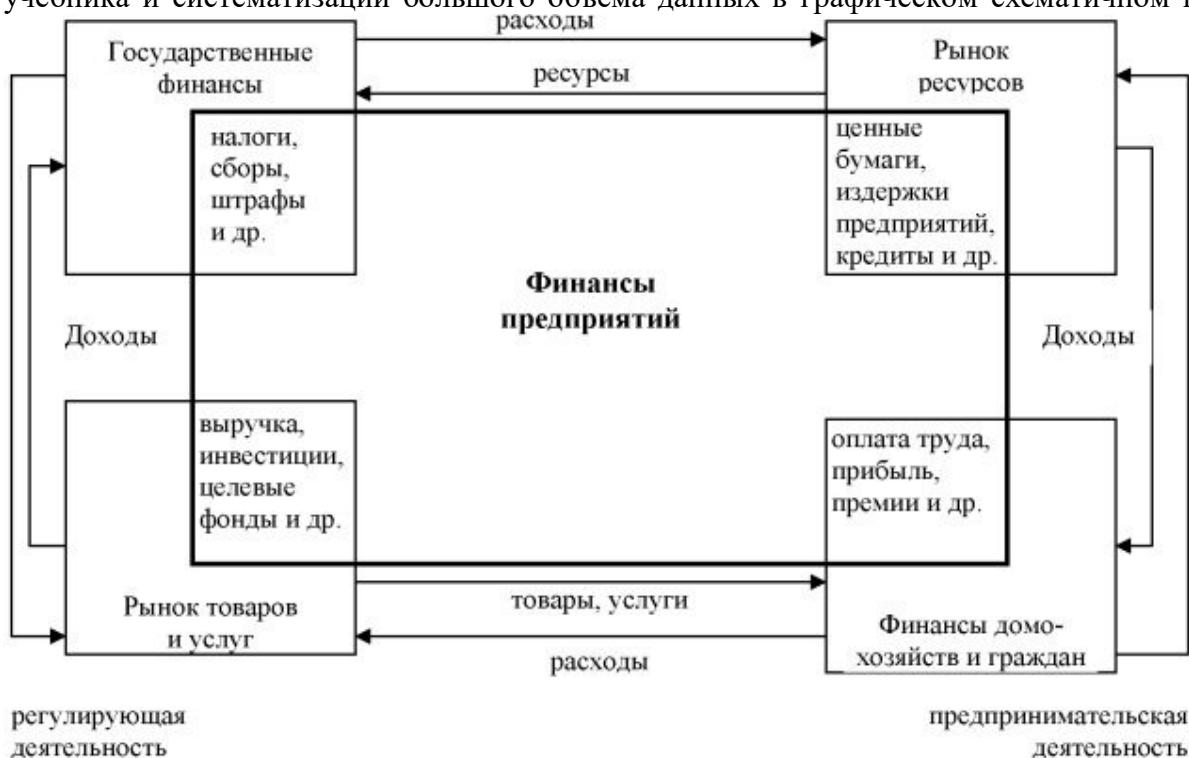 учебника и систематизации большого объема данных в графическом схематичном
расходы
Государственные
финансы
Рынок
ресурсов
ресурсы
налоги,
сборы,
штрафы
и др.
ценные
бумаги,
издержки
предприятий,
кредиты и др.
Финансы
предприятий
Доходы
Доходы
выручка,
инвестиции,
целевые
фонды и др.
оплата труда,
прибыль,
премии и др.
Рынок товаров
и услуг
товары, услуги
Финансы домо-
хозяйств и граждан
расходы
регулирующая
деятельность
предпринимательская
деятельность